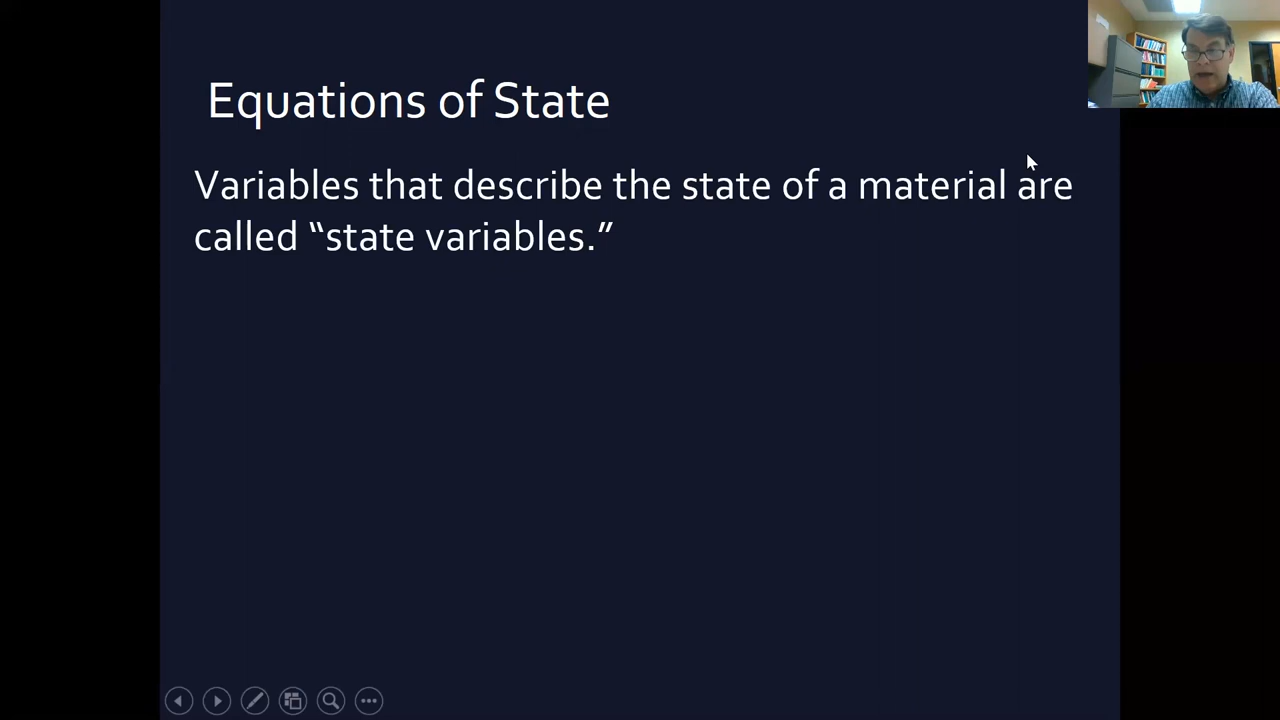 Equations of State
Variables that describe the state of a material are
called “state variables.”